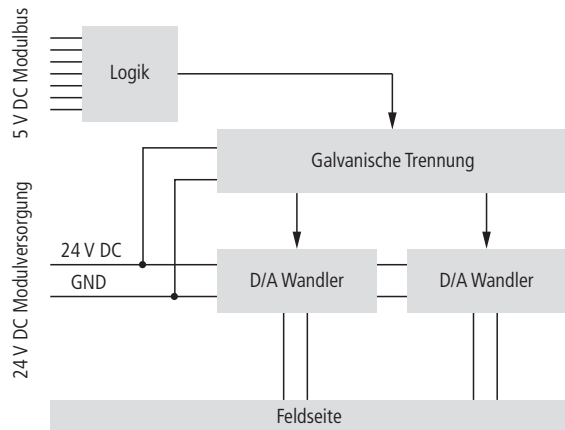 5 V DC Modulbus
Logik
Galvanische Trennung
24 V DC Modulversorgung
24 V DC
GND
D/A Wandler
D/A Wandler
Feldseite